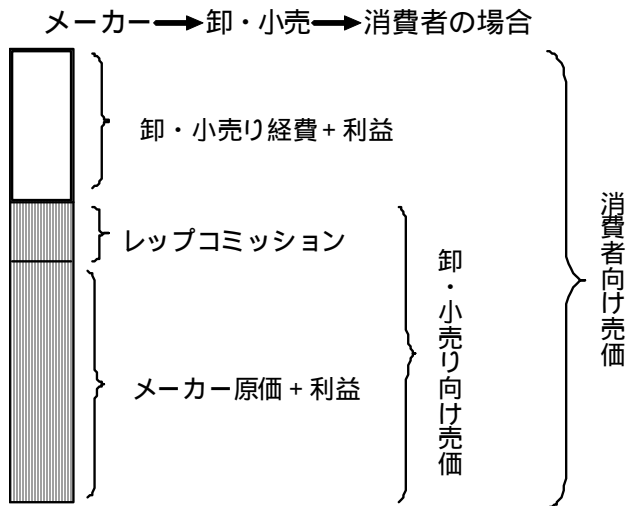 メーカー→卸・小売→消費者の場合
卸・小売り経費+利益
レップコミッション
メーカー原価+利益
卸・小売り向け売価
消費者向け売価